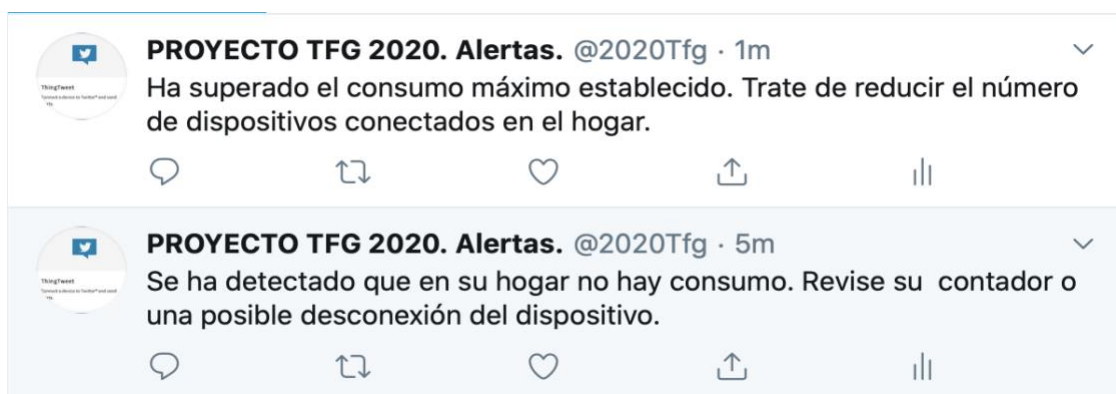 PROYECTO TFG 2020. Alertas. @2020Tfg · 1m
ThingTweet
Ha superado el consumo máximo establecido. Trate de reducir el número
de dispositivos conectados en el hogar.
PROYECTO TFG 2020. Alertas. @2020Tfg · 5m
ThingTweet
Se ha detectado que en su hogar no hay consumo. Revise su contador o
una posible desconexión del dispositivo.